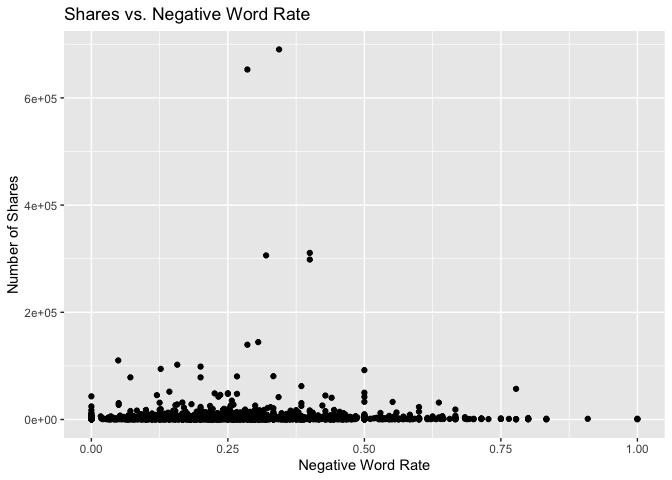 Shares vs. Negative Word Rate
6e+05
4e+05
2e+05
0e+00
Number of Shares
0.00 0.25 0.50 0.75 1.00
Negative Word Rate